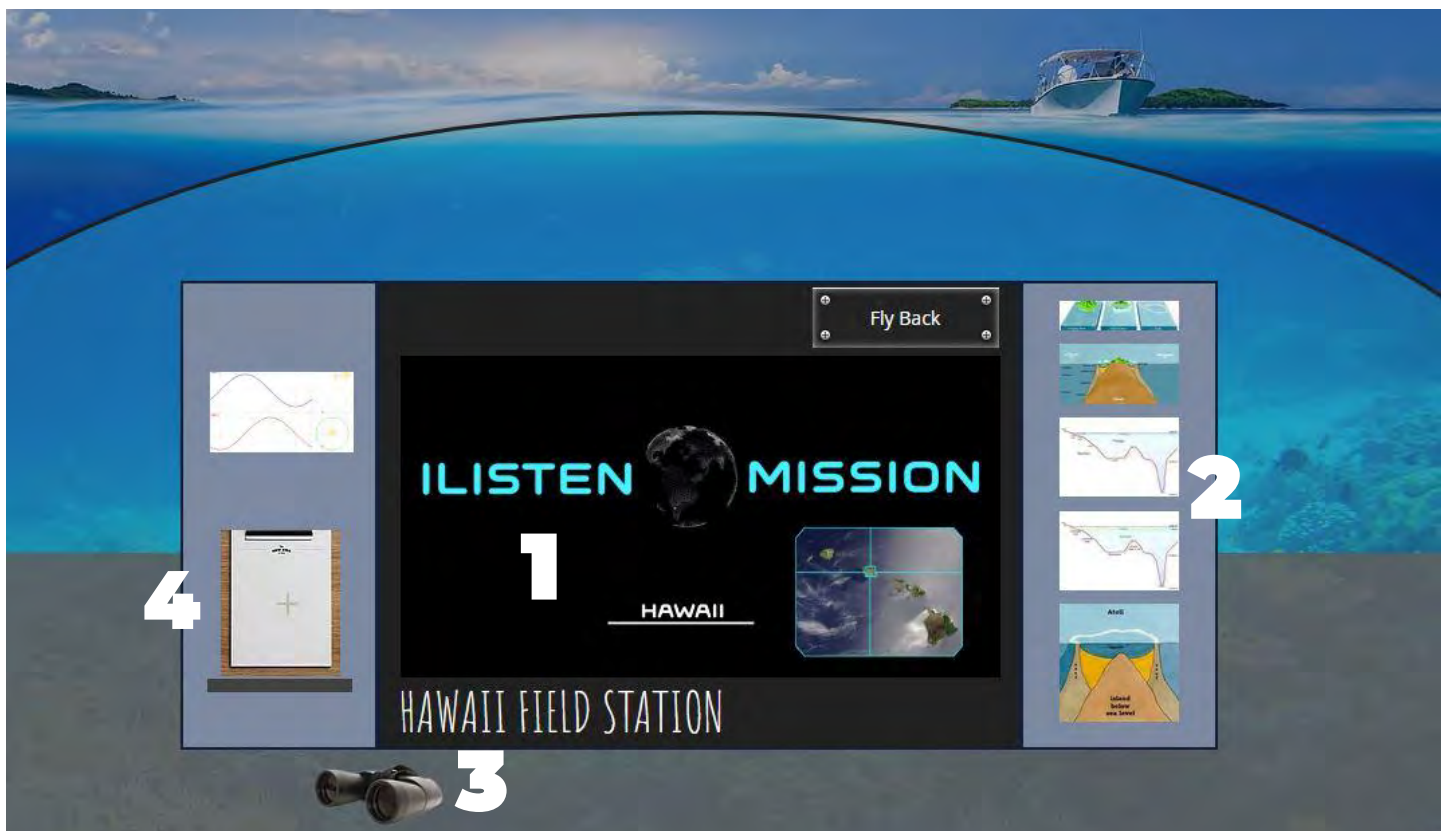 Fly Back
ILISTEN MISSION
HAWAII
HAWAII FIELD STATION
1
2
3
4
Atoll
Island
below
sea level